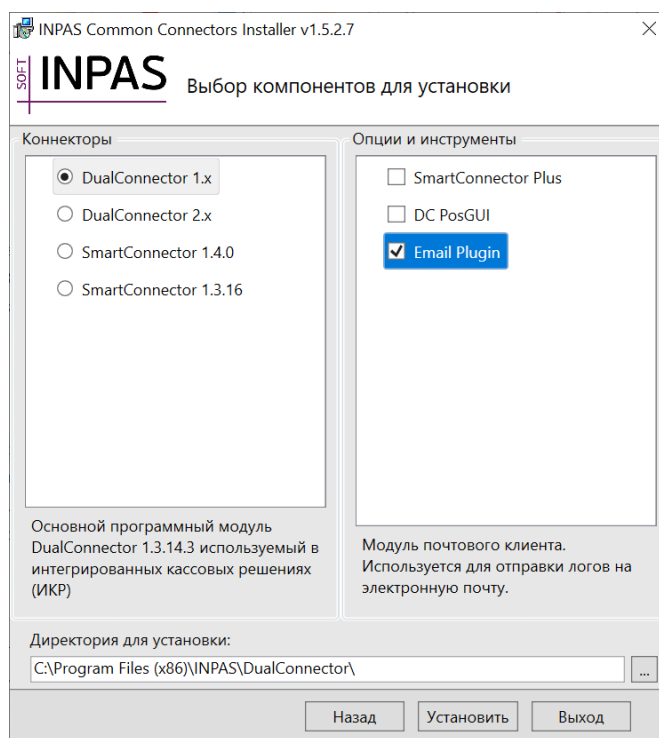 INPAS Common Connectors Installer v1.5.2.7
SOFT
INPAS
Выбор компонентов для установки
Коннекторы
DualConnector 1.x
DualConnector 2.x
SmartConnector 1.4.0
SmartConnector 1.3.16
Основной программный модуль
DualConnector 1.3.14.3 используемый в
интегрированных кассовых решениях
(ИКР)
Опции и инструменты
SmartConnector Plus
DC PosGUI
Email Plugin
Модуль почтового клиента.
Используется для отправки логов на
электронную почту.
Директория для установки:
C:\Program Files (x86)\INPAS\DualConnector\
...
Назад
Установить
Выход